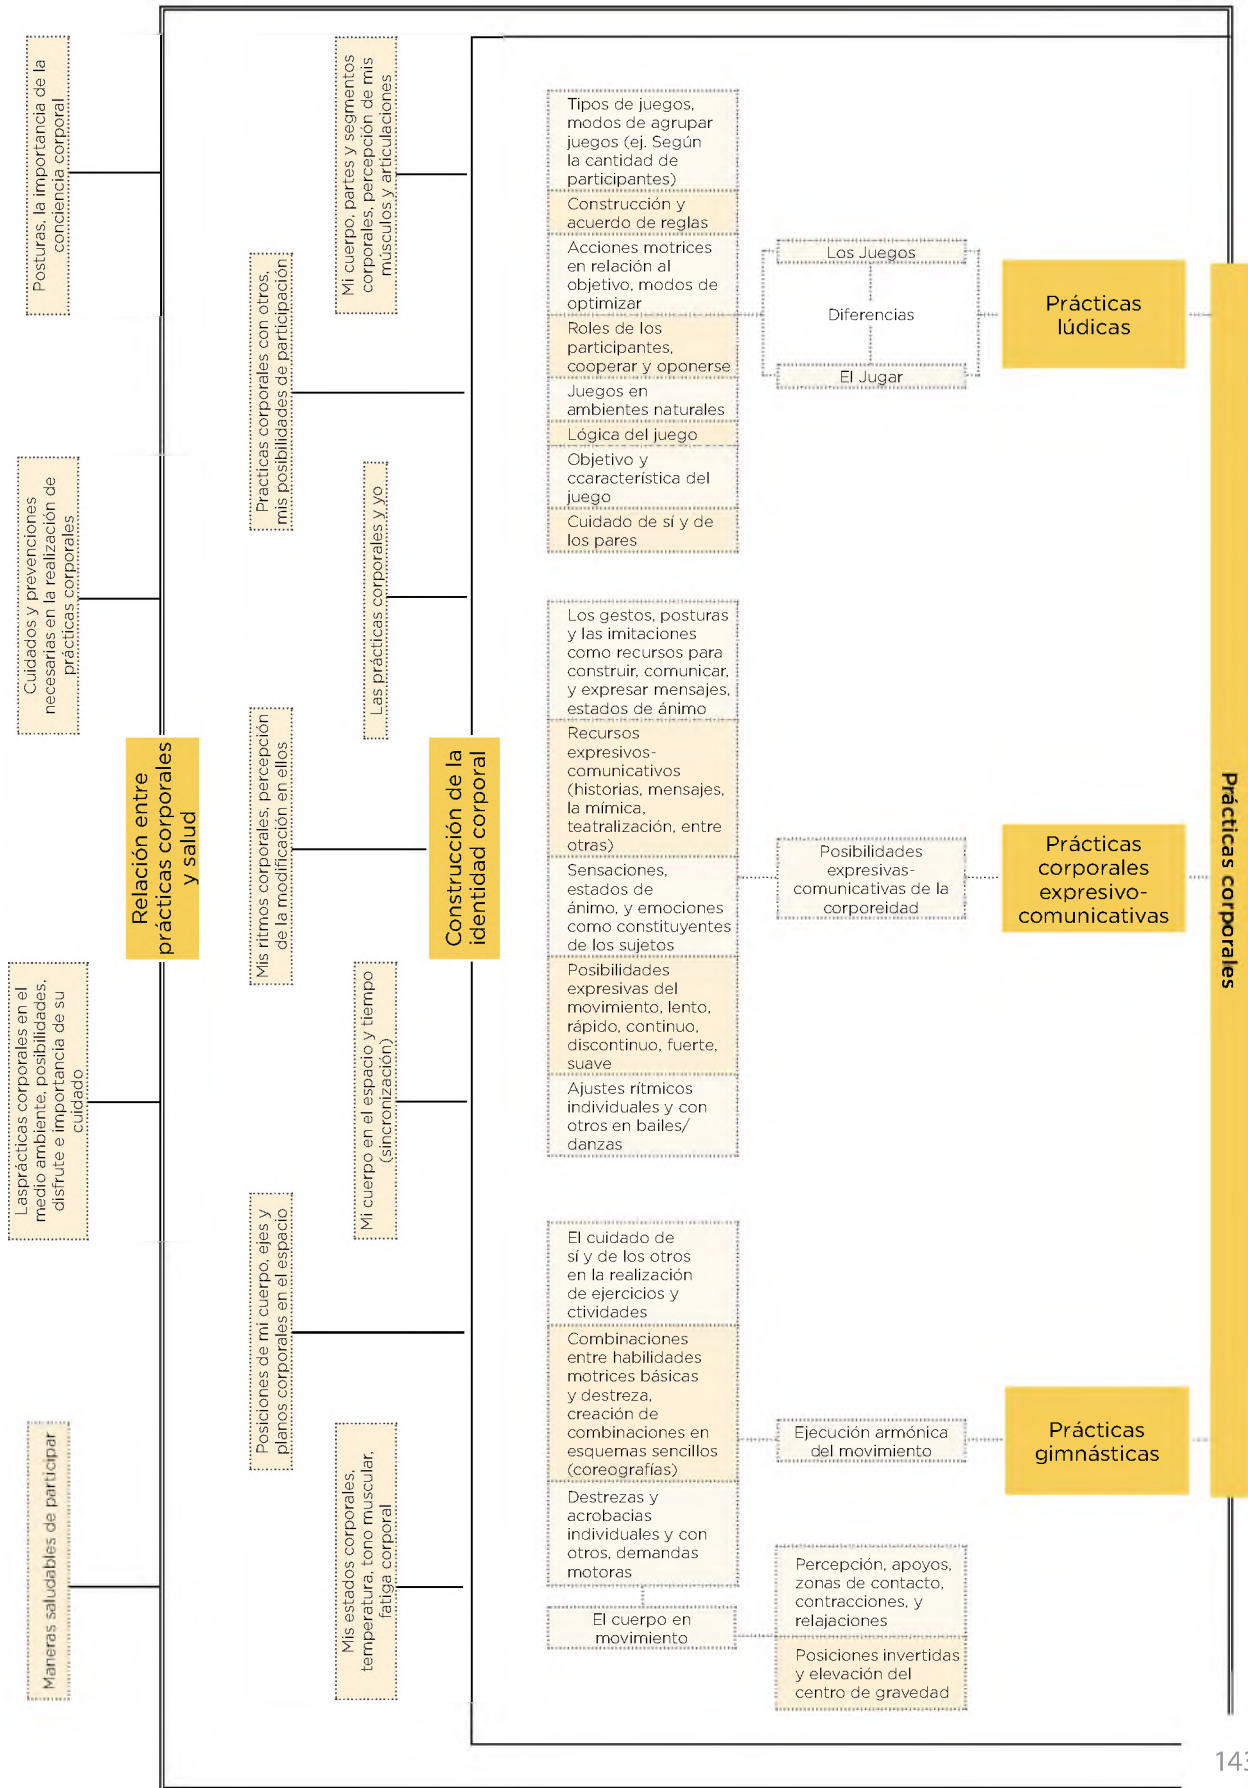 Posturas, la importancia de la
conciencia corporal
Cuidados y prevenciones
necesarias en la realización de
prácticas corporales
Lasprácticas corporales en el
medio ambiente, posibilidades,
disfrute e importancia de su
cuidado
Maneras saludables de participar
Relación entre
prácticas corporales
y salud
Mi cuerpo, partes y segmentos
corporales, percepción de mis
músculos y articulaciones
Practicas corporales con otros,
mis posibilidades de participación
Las prácticas corporales y yo
Mis ritmos corporales, percepción
de la modificación en ellos
Mi cuerpo en el espacio y tiempo
(sincronización)
Posiciones de mi cuerpo, ejes y
planos corporales en el espacio
Mis estados corporales,
temperatura, tono muscular,
fatiga corporal
Construcción de la
identidad corporal
Tipos de juegos,
modos de agrupar
juegos (ej. Según
la cantidad de
participantes)
Construcción y
acuerdo de reglas
Acciones motrices
en relación al
objetivo, modos de
optimizar
Roles de los
participantes,
cooperar y oponerse
Juegos en
ambientes naturales
Lógica del juego
Objetivo y
ccaracterística del
juego
Cuidado de sí y de
los pares
Los Juegos
Diferencias
El Jugar
Prácticas
lúdicas
Los gestos, posturas
y las imitaciones
como recursos para
construir, comunicar,
y expresar mensajes,
estados de ánimo
Recursos
expresivos-
comunicativos
(historias, mensajes,
la mímica,
teatralización, entre
otras)
Sensaciones,
estados de
ánimo, y emociones
como constituyentes
de los sujetos
Posibilidades
expresivas del
movimiento, lento,
rápido, continuo,
discontinuo, fuerte,
suave
Ajustes rítmicos
individuales y con
otros en bailes/
danzas
Posibilidades
expresivas-
comunicativas de la
corporeidad
Prácticas
corporales
expresivo-
comunicativas
El cuidado de
sí y de los otros
en la realización
de ejercicios y
ctividades
Combinaciones
entre habilidades
motrices básicas
y destreza,
creación de
combinaciones en
esquemas sencillos
(coreografías)
Destrezas y
acrobacias
individuales y con
otros, demandas
motoras
Ejecución armónica
del movimiento
Prácticas
gimnásticas
El cuerpo en
movimiento
Percepción, apoyos,
zonas de contacto,
contracciones, y
relajaciones
Posiciones invertidas
y elevación del
centro de gravedad
Prácticas corporales
143